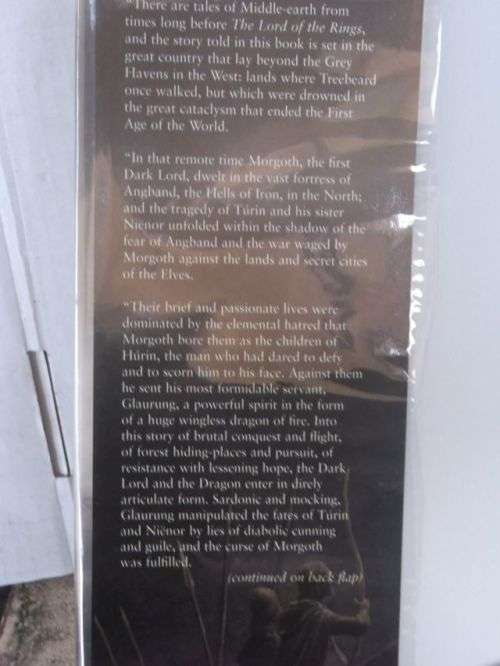 "There are tales of Middle-earth from
times long before The Lord of the Rings,
and the story told in this book is set in the
great country that lay beyond the Grey
Havens in the West: lands where Treebeard
once walked, but which were drowned in
the great cataclysm that ended the First
Age of the World.
"In that remote time Morgoth, the first
Dark Lord, dwelt in the vast fortress of
Angband, the Hells of Iron, in the North;
and the tragedy of Túrin and his sister
Nienor unfolded within the shadow of the
fear of Angband and the war waged by
Morgoth against the lands and secret cities
of the Elves.
"Their brief and passionate lives were
dominated by the elemental hatred that
Morgoth bore them as the children of
Húrin, the man who had dared to defy
and to scorn him to his face. Against them
he sent his most formidable servant,
Glaurung, a powerful spirit in the form
of a huge wingless dragon of fire. Into
this story of brutal conquest and flight,
of forest hiding-places and pursuit, of
resistance with lessening hope, the Dark
Lord and the Dragon enter in direly
articulate form. Sardonic and mocking,
Glaurung manipulated the fates of Túrin
and Niënor by lies of diabolic cunning
and guile, and the curse of Morgoth
was fulfilled.
(continued on back flap)